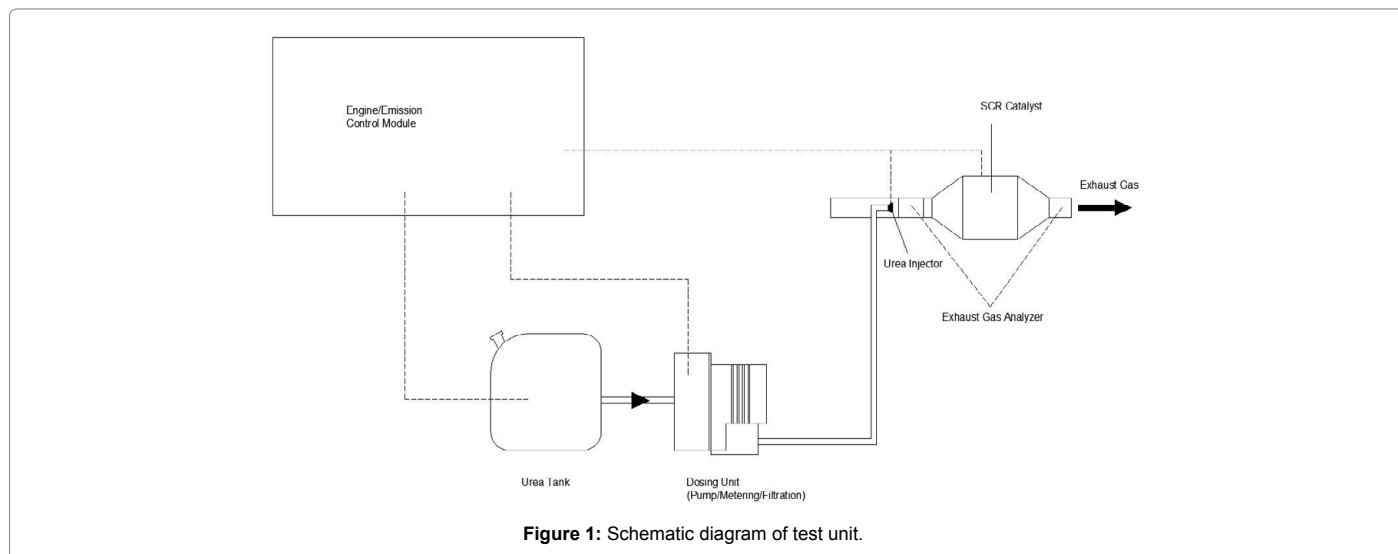 Engine/Emission
Control Module
SCR Catalyst
Exhaust Gas
Urea Injector
Exhaust Gas Analyzer
Urea Tank
Dosing Unit
(Pump/Metering/Filtration)
Figure 1: Schematic diagram of test unit.